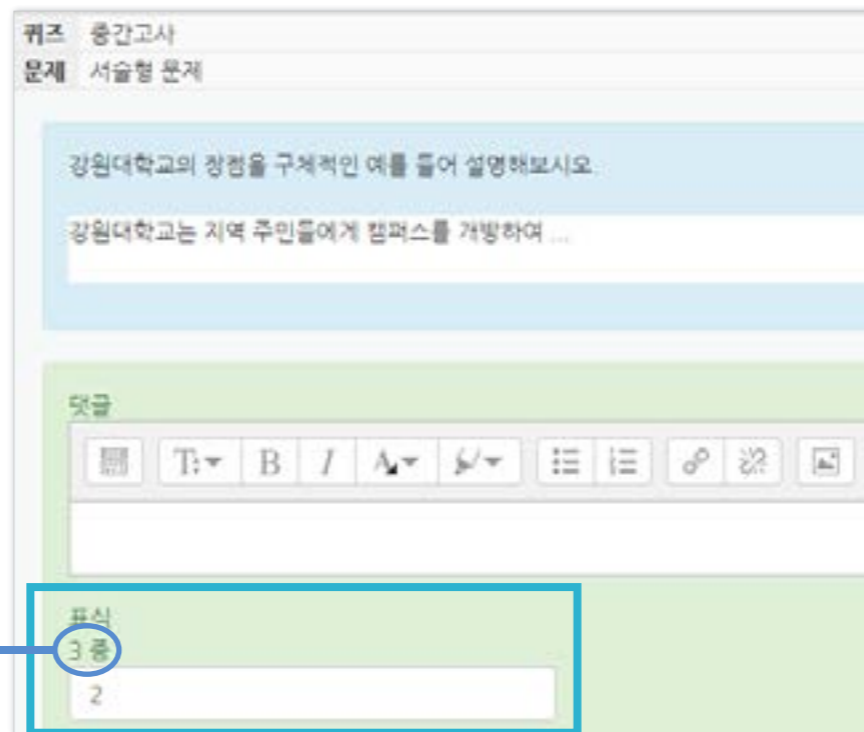 퀴즈 중간고사
문제 서술형 문제
강원대학교의 장점을 구체적인 예를 들어 설명해보시오
강원대학교는 지역 주민들에게 캠퍼스를 개방하여 ...
댓글
표식
3 중
2